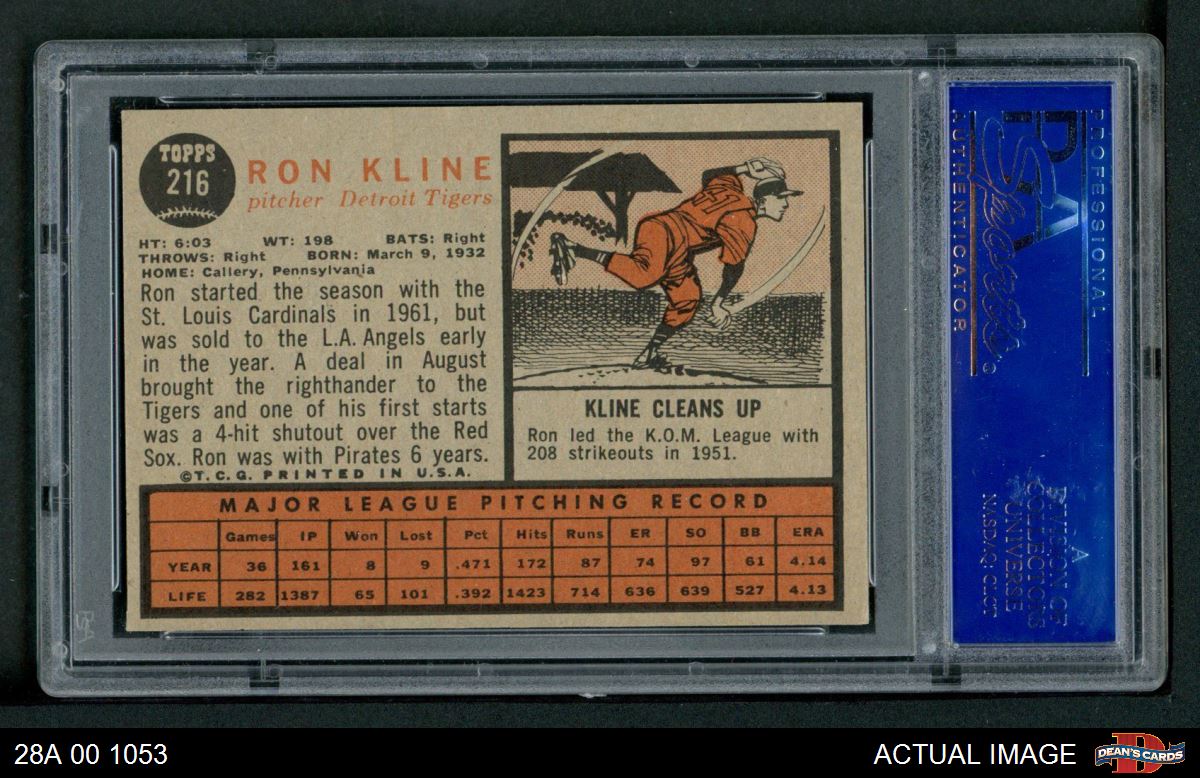 TOPPS
216
RON KLINE
pitcher Detroit Tigers
HT: 6:03 WT: 198 BATS: Right
THROWS: Right BORN: March 9, 1932
HOME: Callery, Pennsylvania
Ron started the season with the
St. Louis Cardinals in 1961, but
was sold to the L.A. Angels early
in the year. A deal in August
brought the righthander to the
Tigers and one of his first starts
was a 4-hit shutout over the Red
Sox. Ron was with Pirates 6 years.
©T.C.G. PRINTED IN U.S.A.
KLINE CLEANS UP
Ron led the K.O.M. League with
208 strikeouts in 1951.
MAJOR LEAGUE PITCHING RECORD
Games IP Won Lost Pct Hits Runs ER SO BB ERA
YEAR 36 161 8 9 .471 172 87 74 97 61 4.14
LIFE 282 1387 65 101 .392 1423 714 636 639 527 4.13
PROFESSIONAL
PSA
Sports
AUTHENTICATOR
A
DIVISION OF
COLLECTORS
UNIVERSE
NASDAQ: CLCT
PSA
28A 00 1053
ACTUAL IMAGE
DEAN'S CARDS